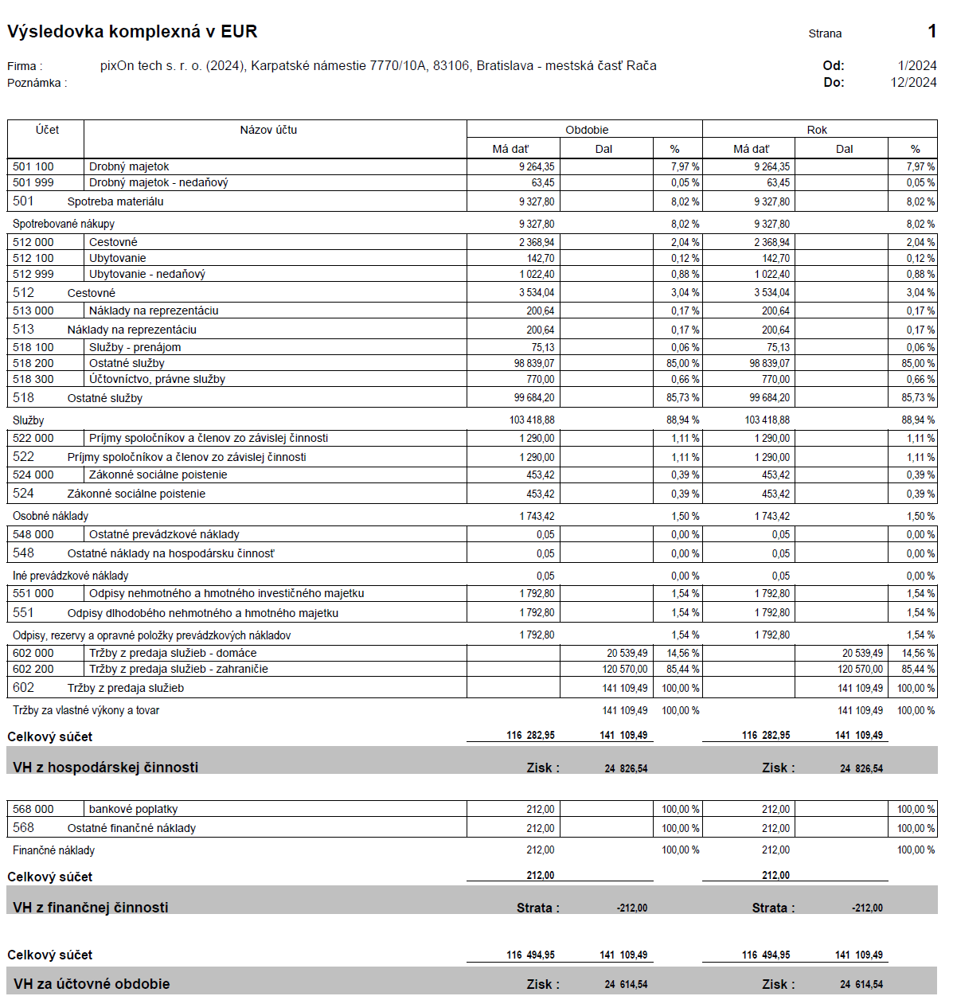 Výsledovka komplexná v EUR Strana 1
Firma : pixOn tech s. r. o. (2024), Karpatské námestie 7770/10A, 83106, Bratislava - mestská časť Rača Od: 1/2024
Poznámka : Do: 12/2024
Účet Názov účtu Obdobie Rok
Má dať Dal % Má dať Dal %
501 100 Drobný majetok 9 264,35 7,97 % 9 264,35 7,97 %
501 999 Drobný majetok - nedaňový 63,45 0,05 % 63,45 0,05 %
501 Spotreba materiálu 9 327,80 8,02 % 9 327,80 8,02 %
Spotrebované nákupy 9 327,80 8,02 % 9 327,80 8,02 %
512 000 Cestovné 2 368,94 2,04 % 2 368,94 2,04 %
512 100 Ubytovanie 142,70 0,12 % 142,70 0,12 %
512 999 Ubytovanie - nedaňový 1 022,40 0,88 % 1 022,40 0,88 %
512 Cestovné 3 534,04 3,04 % 3 534,04 3,04 %
513 000 Náklady na reprezentáciu 200,64 0,17 % 200,64 0,17 %
513 Náklady na reprezentáciu 200,64 0,17 % 200,64 0,17 %
518 100 Služby - prenájom 75,13 0,06 % 75,13 0,06 %
518 200 Ostatné služby 98 839,07 85,00 % 98 839,07 85,00 %
518 300 Účtovníctvo, právne služby 770,00 0,66 % 770,00 0,66 %
518 Ostatné služby 99 684,20 85,73 % 99 684,20 85,73 %
Služby 103 418,88 88,94 % 103 418,88 88,94 %
522 000 Príjmy spoločníkov a členov zo závislej činnosti 1 290,00 1,11 % 1 290,00 1,11 %
522 Príjmy spoločníkov a členov zo závislej činnosti 1 290,00 1,11 % 1 290,00 1,11 %
524 000 Zákonné sociálne poistenie 453,42 0,39 % 453,42 0,39 %
524 Zákonné sociálne poistenie 453,42 0,39 % 453,42 0,39 %
Osobné náklady 1 743,42 1,50 % 1 743,42 1,50 %
548 000 Ostatné prevádzkové náklady 0,05 0,00 % 0,05 0,00 %
548 Ostatné náklady na hospodársku činnosť 0,05 0,00 % 0,05 0,00 %
Iné prevádzkové náklady 0,05 0,00 % 0,05 0,00 %
551 000 Odpisy nehmotného a hmotného investičného majetku 1 792,80 1,54 % 1 792,80 1,54 %
551 Odpisy dlhodobého nehmotného a hmotného majetku 1 792,80 1,54 % 1 792,80 1,54 %
Odpisy, rezervy a opravné položky prevádzkových nákladov 1 792,80 1,54 % 1 792,80 1,54 %
602 000 Tržby z predaja služieb - domáce 20 539,49 14,56 % 20 539,49 14,56 %
602 200 Tržby z predaja služieb - zahraničie 120 570,00 85,44 % 120 570,00 85,44 %
602 Tržby z predaja služieb 141 109,49 100,00 % 141 109,49 100,00 %
Tržby za vlastné výkony a tovar 141 109,49 100,00 % 141 109,49 100,00 %
Celkový súčet 116 282,95 141 109,49 116 282,95 141 109,49
VH z hospodárskej činnosti Zisk : 24 826,54 Zisk : 24 826,54
568 000 bankové poplatky 212,00 100,00 % 212,00 100,00 %
568 Ostatné finančné náklady 212,00 100,00 % 212,00 100,00 %
Finančné náklady 212,00 100,00 % 212,00 100,00 %
Celkový súčet 212,00 212,00
VH z finančnej činnosti Strata : -212,00 Strata : -212,00
Celkový súčet 116 494,95 141 109,49 116 494,95 141 109,49
VH za účtovné obdobie Zisk : 24 614,54 Zisk : 24 614,54